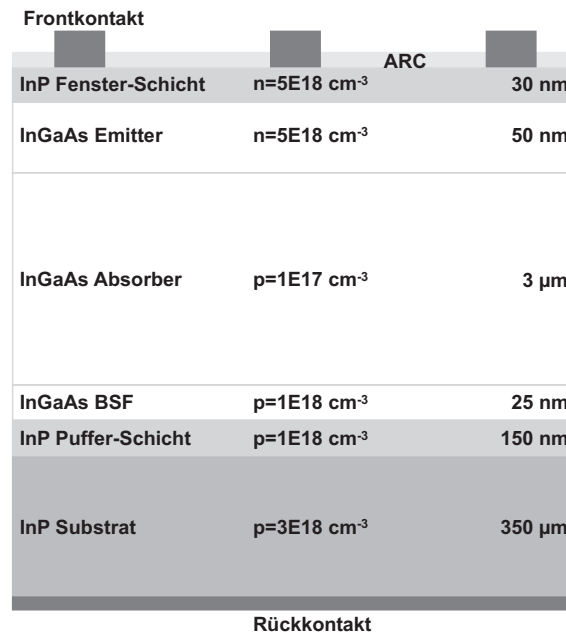 Frontkontakt
ARC
InP Fenster-Schicht n=5E18 cm⁻³ 30 nm
InGaAs Emitter n=5E18 cm⁻³ 50 nm
InGaAs Absorber p=1E17 cm⁻³ 3 µm
InGaAs BSF p=1E18 cm⁻³ 25 nm
InP Puffer-Schicht p=1E18 cm⁻³ 150 nm
InP Substrat p=3E18 cm⁻³ 350 µm
Rückkontakt